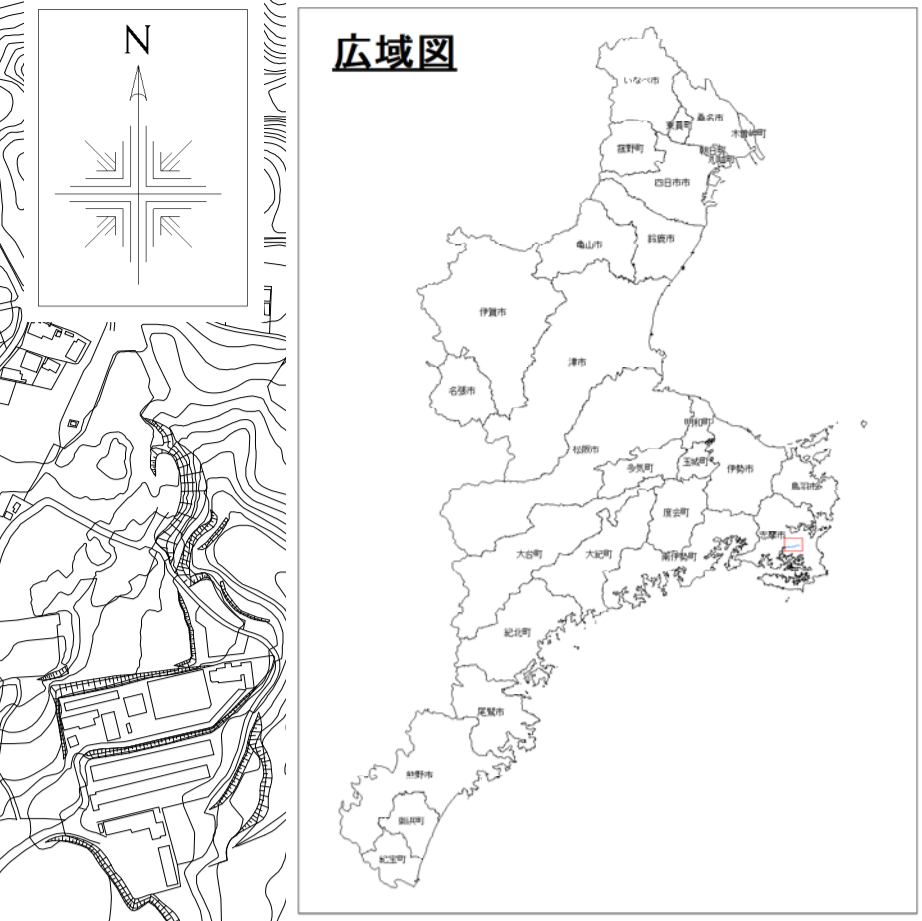 N
広域図
いなべ市
東員町
桑名市
木曽岬町
菰野町
朝日町
川越町
四日市市
亀山市
鈴鹿市
伊賀市
津市
名張市
明和町
松阪市
多気町
玉城町
伊勢市
鳥羽市
度会町
志摩市
大台町
大紀町
南伊勢町
紀北町
尾鷲市
熊野市
御浜町
紀宝町